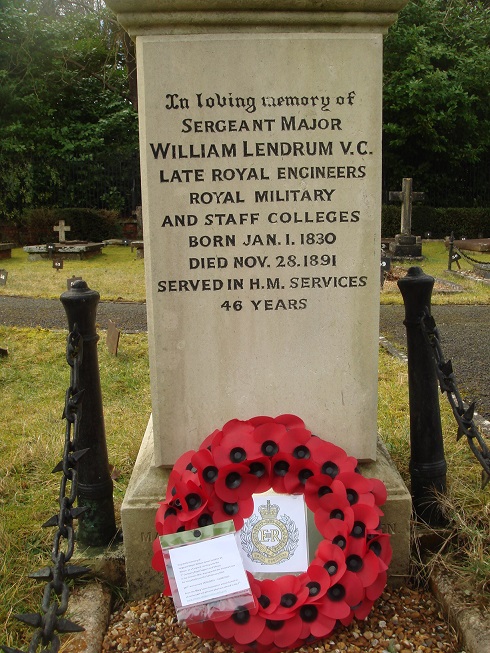 In loving memory of
SERGEANT MAJOR
WILLIAM LENDRUM V.C.
LATE ROYAL ENGINEERS
ROYAL MILITARY
AND STAFF COLLEGES
BORN JAN. 1. 1830
DIED NOV. 28. 1891
SERVED IN H.M. SERVICES
46 YEARS
E R